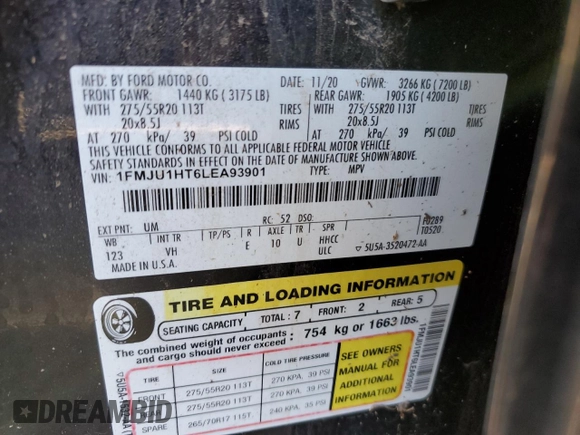 MFD. BY FORD MOTOR CO.
DATE: 11/20 GVWR: 3266 KG ( 7200 LB)
FRONT GAWR: 1440 KG ( 3175 LB)
REAR GAWR: 1905 KG ( 4200 LB)
WITH 275/55R20 113T TIRES
WITH 275/55R20 113T TIRES
20x8.5J RIMS
20x8.5J RIMS
AT 270 kPa/ 39 PSI COLD
AT 270 kPa/ 39 PSI COLD
THIS VEHICLE CONFORMS TO ALL APPLICABLE FEDERAL MOTOR VEHICLE
SAFETY STANDARDS IN EFFECT ON THE DATE OF MANUFACTURE SHOWN ABOVE.
VIN: 1FMJU1HT6LEA93901
TYPE: MPV
EXT PNT: UM RC: 52 DSO: F0289
WB INT TR TP/PS R AXLE TR SPR T0520
123 VH E 10 U HHCC
ULC ▽5U5A-3520472-AA
MADE IN U.S.A.
TIRE AND LOADING INFORMATION
SEATING CAPACITY TOTAL: 7 FRONT: 2 REAR: 5
The combined weight of occupants
and cargo should never exceed: 754 kg or 1663 lbs.
TIRE SIZE COLD TIRE PRESSURE
FRONT 275/55R20 113T 270 KPA, 39 PSI
275/55R20 113T 270 KPA, 39 PSI
SPARE 265/70R17 115T 240 KPA, 35 PSI
SEE OWNERS
MANUAL FOR
ADDITIONAL
INFORMATION
DREAMBID